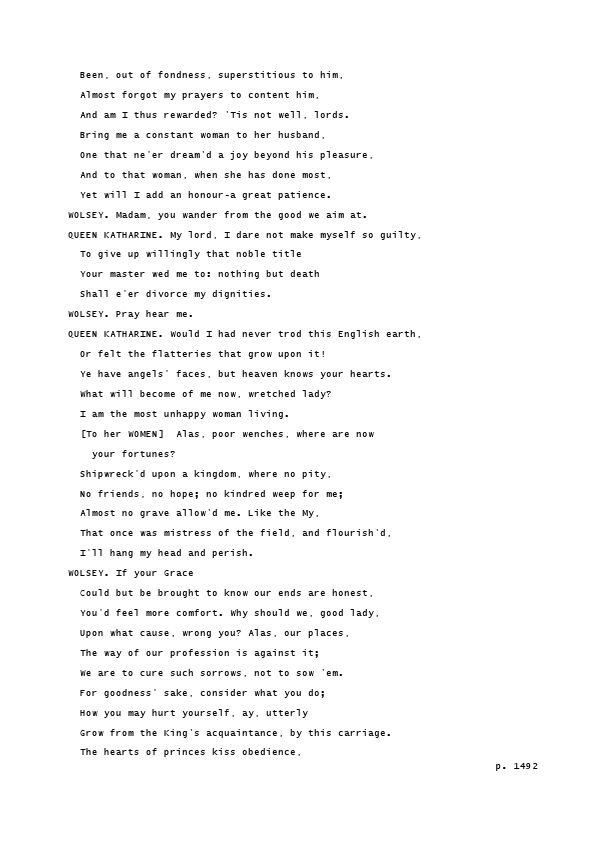 Been, out of fondness, superstitious to him,
Almost forgot my prayers to content him,
And am I thus rewarded? 'Tis not well, lords.
Bring me a constant woman to her husband,
One that ne'er dream'd a joy beyond his pleasure,
And to that woman, when she has done most,
Yet will I add an honour-a great patience.
WOLSEY. Madam, you wander from the good we aim at.
QUEEN KATHARINE. My lord, I dare not make myself so guilty,
To give up willingly that noble title
Your master wed me to: nothing but death
Shall e'er divorce my dignities.
WOLSEY. Pray hear me.
QUEEN KATHARINE. Would I had never trod this English earth,
Or felt the flatteries that grow upon it!
Ye have angels' faces, but heaven knows your hearts.
What will become of me now, wretched lady?
I am the most unhappy woman living.
[To her WOMEN]  Alas, poor wenches, where are now
your fortunes?
Shipwreck'd upon a kingdom, where no pity,
No friends, no hope; no kindred weep for me;
Almost no grave allow'd me. Like the My,
That once was mistress of the field, and flourish'd,
I'll hang my head and perish.
WOLSEY. If your Grace
Could but be brought to know our ends are honest,
You'd feel more comfort. Why should we, good lady,
Upon what cause, wrong you? Alas, our places,
The way of our profession is against it;
We are to cure such sorrows, not to sow 'em.
For goodness' sake, consider what you do;
How you may hurt yourself, ay, utterly
Grow from the King's acquaintance, by this carriage.
The hearts of princes kiss obedience,
p. 1492